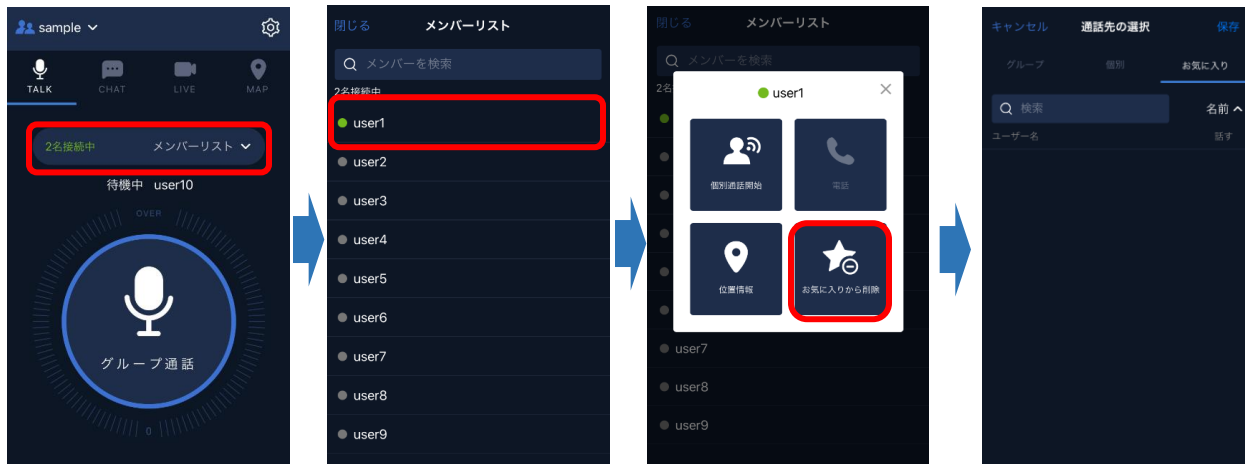 sample
TALK
CHAT
LIVE
MAP
2名接続中 メンバーリスト
待機中 user10
OVER
グループ通話
0
閉じる メンバーリスト
メンバーを検索
2名接続中
user1
user2
user3
user4
user5
user6
user7
user8
user9
閉じる メンバーリスト
メンバーを検索
2名
user1
個別通話開始
電話
位置情報
お気に入りから削除
user7
user8
user9
キャンセル 通話先の選択 保存
グループ 個別 お気に入り
検索 名前
ユーザー名 話す